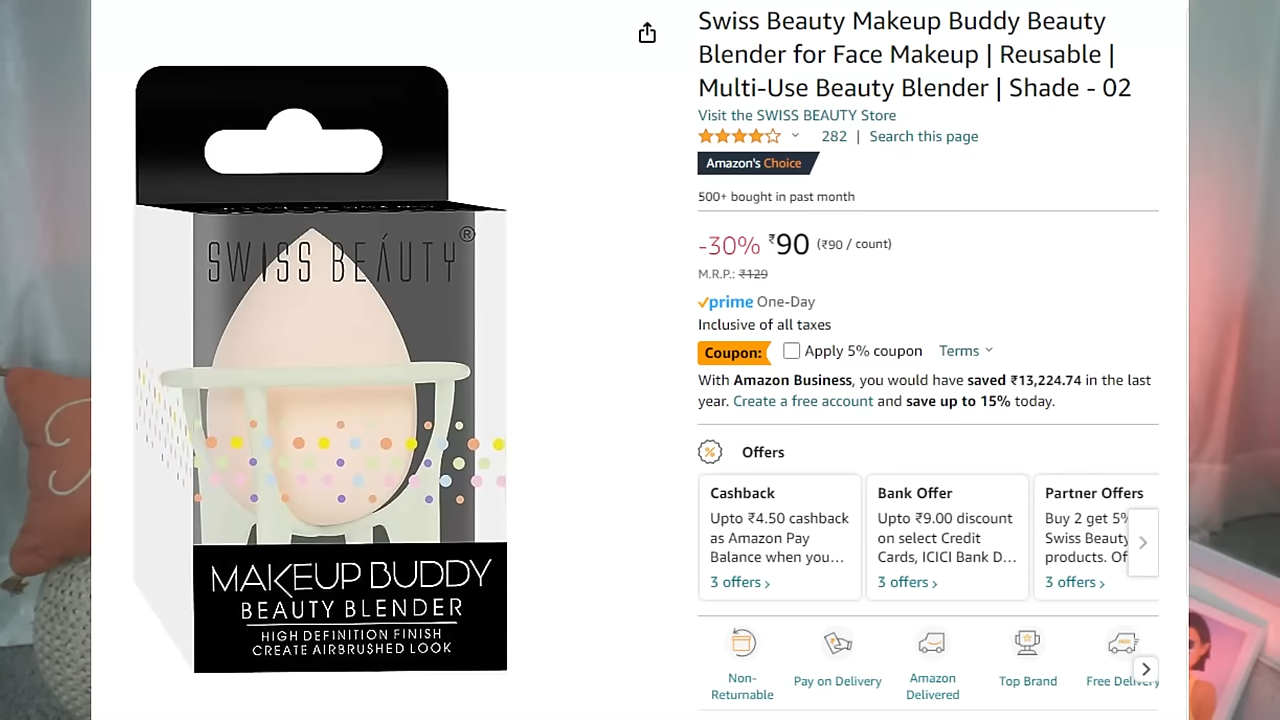 SWISS BEÁUTY®
MAKEUP BUDDY
BEAUTY BLENDER
HIGH DEFINITION FINISH
CREATE AIRBRUSHED LOOK
Swiss Beauty Makeup Buddy Beauty
Blender for Face Makeup | Reusable |
Multi-Use Beauty Blender | Shade - 02
Visit the SWISS BEAUTY Store
282 | Search this page
Amazon's Choice
500+ bought in past month
-30% ₹90 (₹90 / count)
M.R.P.: ₹129
prime One-Day
Inclusive of all taxes
Coupon: Apply 5% coupon Terms
With Amazon Business, you would have saved ₹13,224.74 in the last
year. Create a free account and save up to 15% today.
Offers
Cashback
Upto ₹4.50 cashback
as Amazon Pay
Balance when you…
3 offers ›
Bank Offer
Upto ₹9.00 discount
on select Credit
Cards, ICICI Bank D…
3 offers ›
Partner Offers
Buy 2 get 5%
Swiss Beauty
products. Of
3 offers ›
Non-
Returnable
Pay on Delivery
Amazon
Delivered
Top Brand
Free Delivery